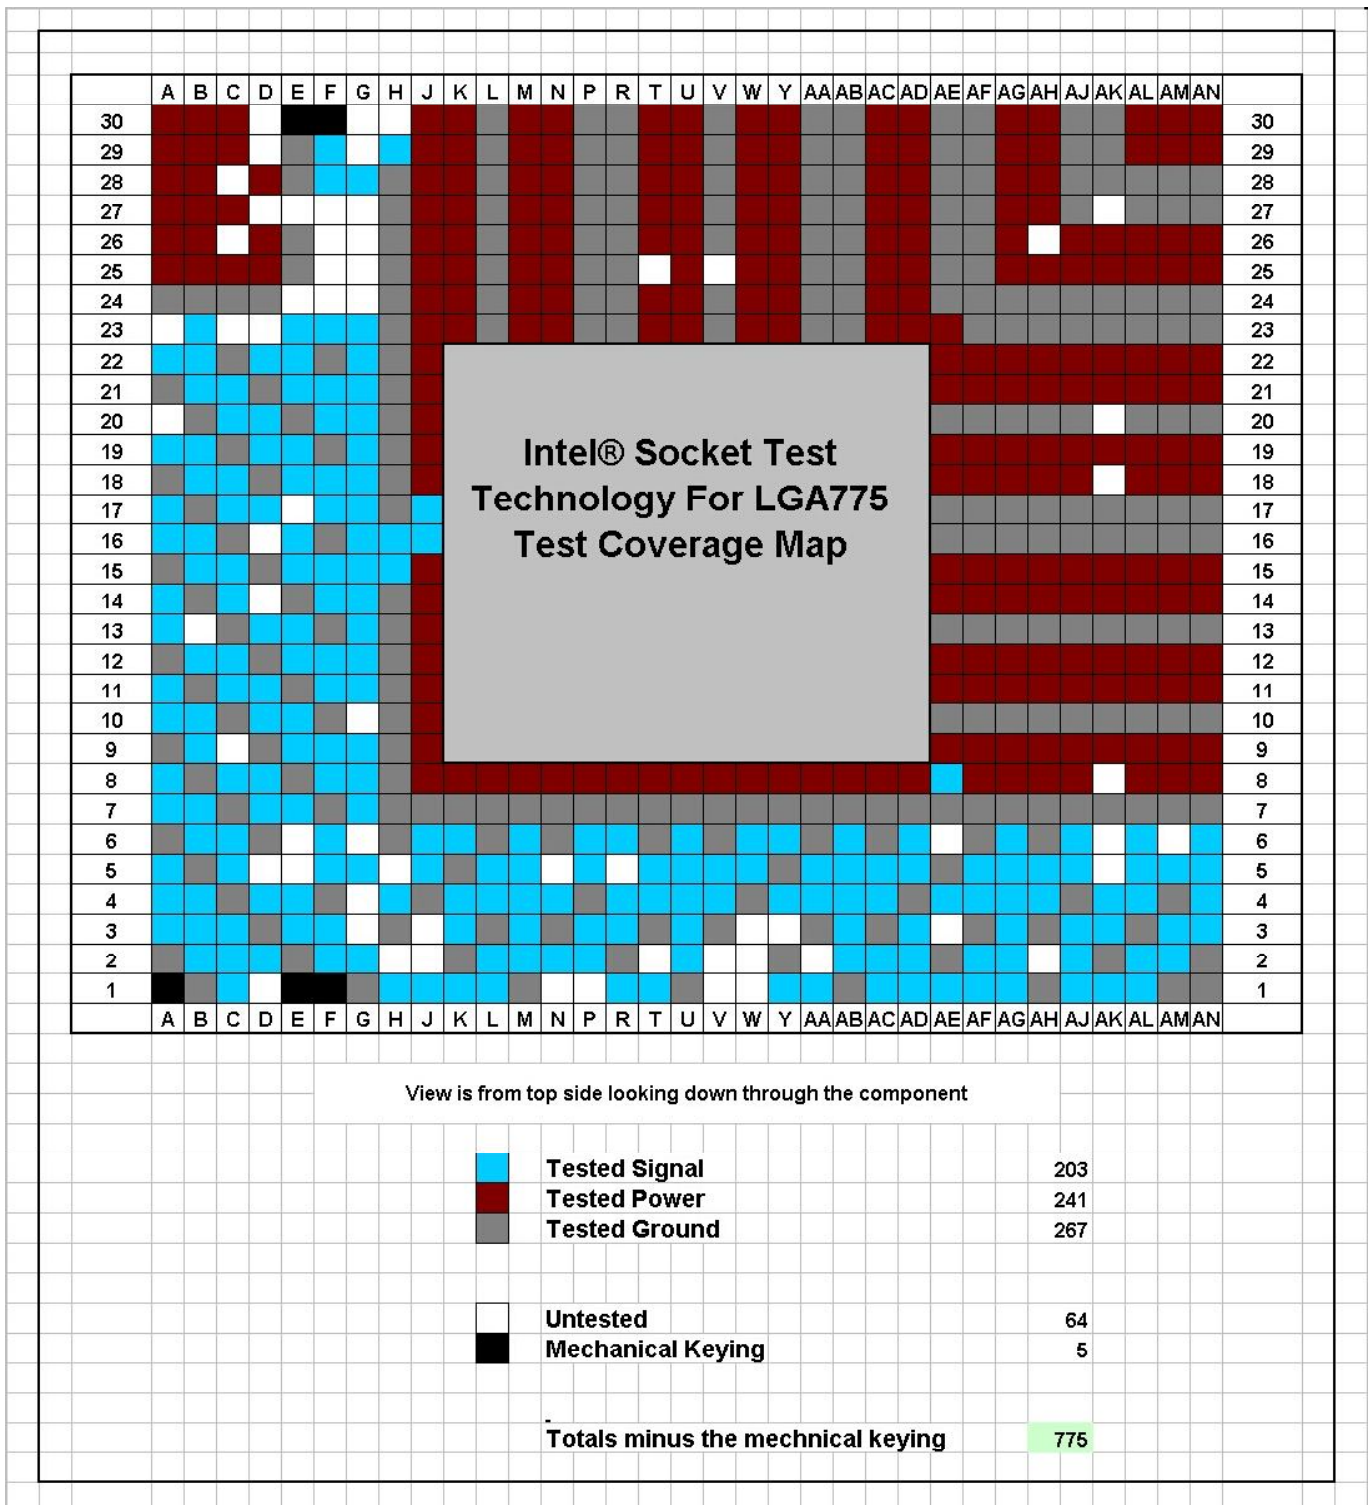 A B C D E F G H J K L M N P R T U V W Y AA AB AC AD AE AF AG AH AJ AK AL AM AN
30 30
29 29
28 28
27 27
26 26
25 25
24 24
23 23
22 22
21 21
20 20
19 19
18 18
17 17
16 16
15 15
14 14
13 13
12 12
11 11
10 10
9 9
8 8
7 7
6 6
5 5
4 4
3 3
2 2
1 1
A B C D E F G H J K L M N P R T U V W Y AA AB AC AD AE AF AG AH AJ AK AL AM AN
Intel® Socket Test
Technology For LGA775
Test Coverage Map
View is from top side looking down through the component
Tested Signal 203
Tested Power 241
Tested Ground 267
Untested 64
Mechanical Keying 5
-
Totals minus the mechnical keying 775